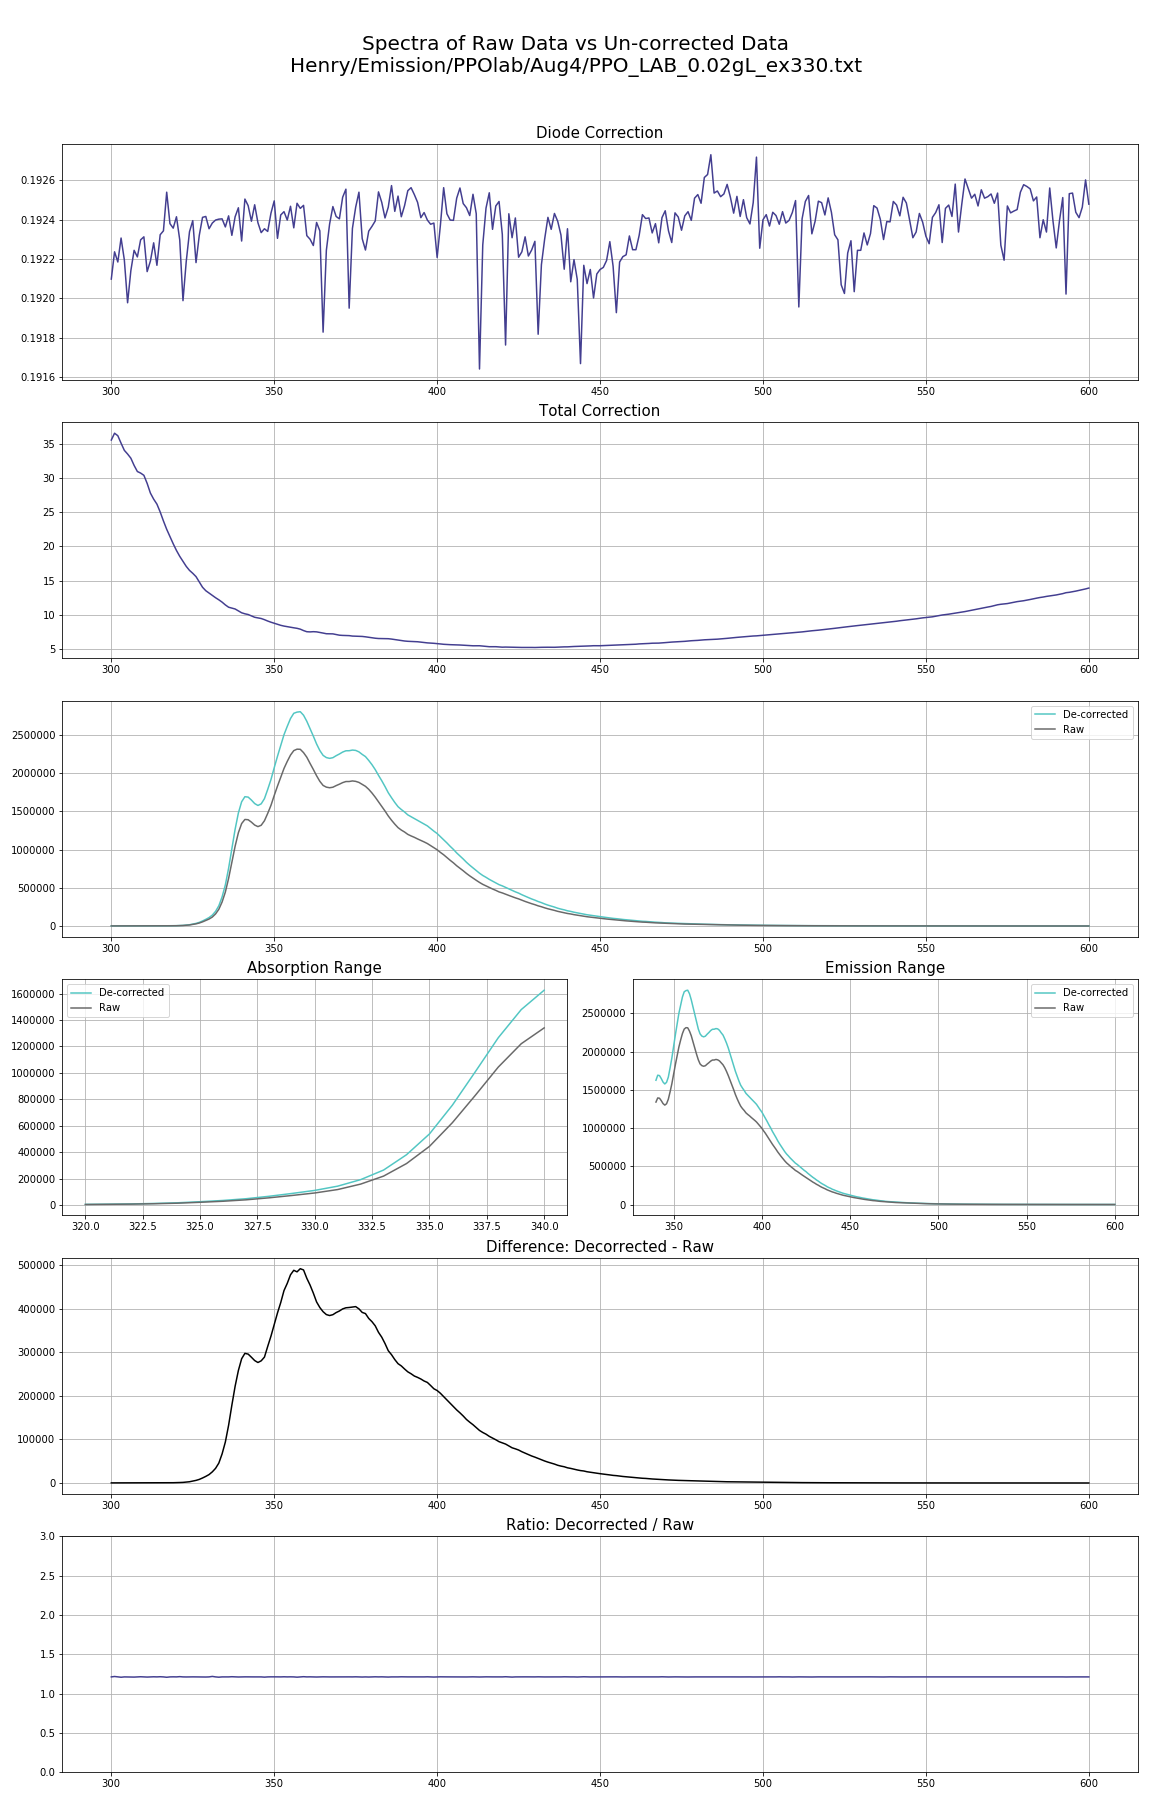 Spectra of Raw Data vs Un-corrected Data
Henry/Emission/PPOlab/Aug4/PPO_LAB_0.02gL_ex330.txt
Diode Correction
0.1926
0.1924
0.1922
0.1920
0.1918
0.1916
300 350 400 450 500 550 600
Total Correction
35
30
25
20
15
10
5
300 350 400 450 500 550 600
De-corrected
Raw
2500000
2000000
1500000
1000000
500000
0
300 350 400 450 500 550 600
Absorption Range
De-corrected
Raw
1600000
1400000
1200000
1000000
800000
600000
400000
200000
0
320.0 322.5 325.0 327.5 330.0 332.5 335.0 337.5 340.0
Emission Range
De-corrected
Raw
2500000
2000000
1500000
1000000
500000
0
350 400 450 500 550 600
Difference: Decorrected - Raw
500000
400000
300000
200000
100000
0
300 350 400 450 500 550 600
Ratio: Decorrected / Raw
3.0
2.5
2.0
1.5
1.0
0.5
0.0
300 350 400 450 500 550 600